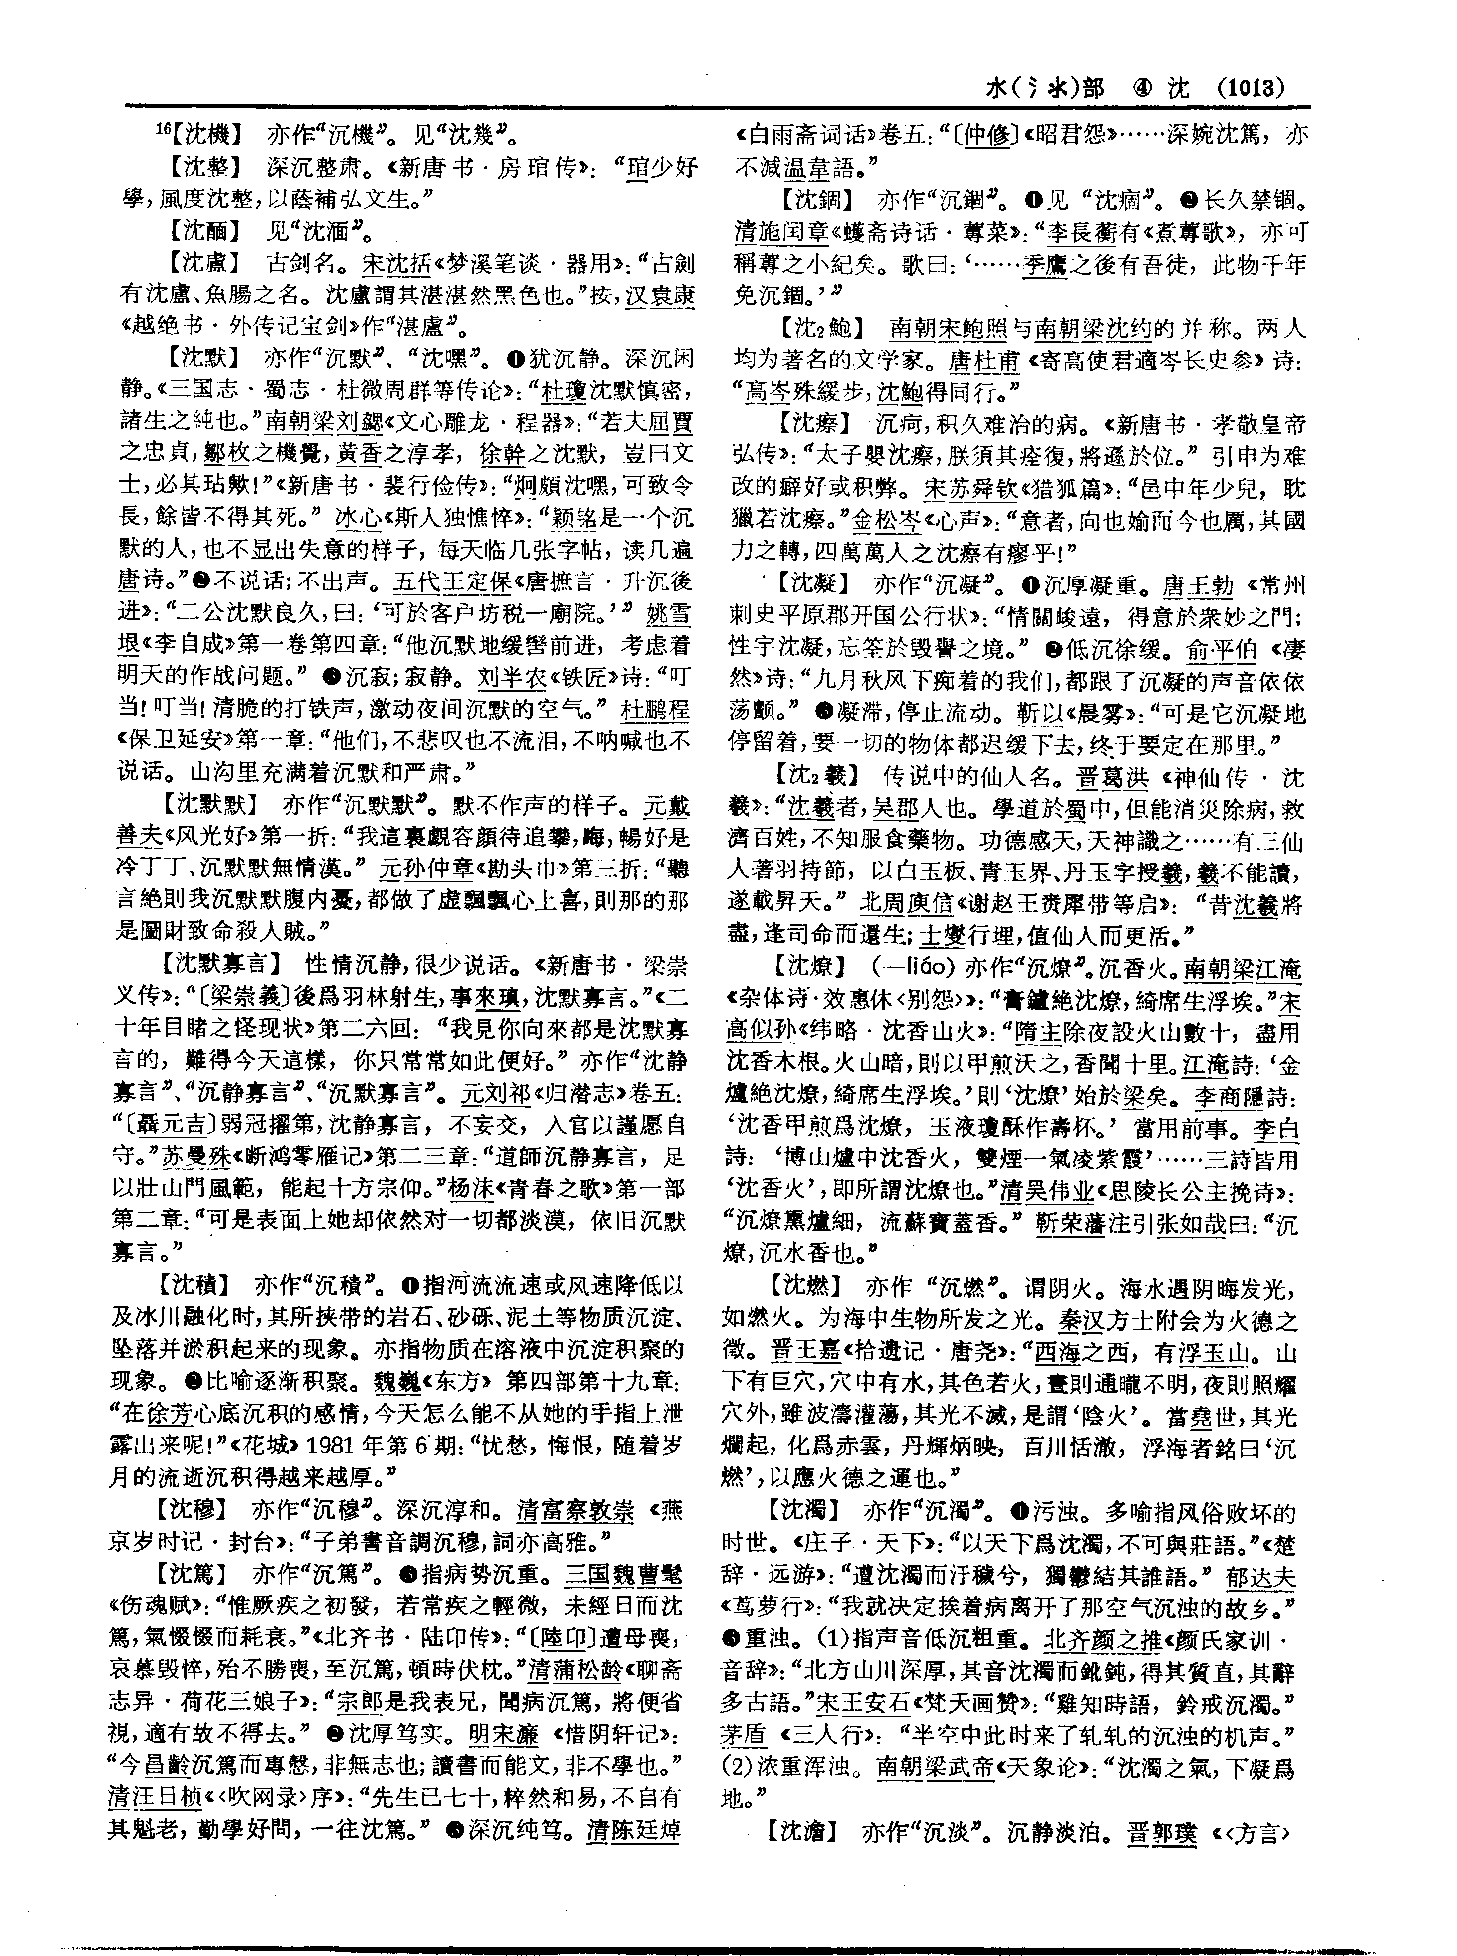 水(氵氺)部 ④ 沈 (1013)
16【沈機】 亦作“沉機”。见“沈幾”。
【沈整】 深沉整肃。《新唐书·房琯传》：“琯少好
學，風度沈整，以蔭補弘文生。”
【沈酾】 见“沈湎”。
【沈盧】 古剑名。宋沈括《梦溪笔谈·器用》：“古劍
有沈盧、魚腸之名。沈盧謂其湛湛然黑色也。”按，汉袁康
《越绝书·外传记宝剑》作“湛盧”。
【沈默】 亦作“沉默”、“沈嘿”。❶犹沉静。深沉闲
静。《三国志·蜀志·杜微周群等传论》：“杜瓊沈默慎密，
諸生之純也。”南朝梁刘勰《文心雕龙·程器》：“若夫屈賈
之忠貞，鄒枚之機覺，黄香之淳孝，徐幹之沈默，豈曰文
士，必其玷歟！”《新唐书·裴行俭传》：“炯頗沈嘿，可致令
長，餘皆不得其死。”冰心《斯人独憔悴》：“颖铭是一个沉
默的人，也不显出失意的样子，每天临几张字帖，读几遍
唐诗。”❷不说话；不出声。五代王定保《唐摭言·升沉後
进》：“二公沈默良久，曰：‘可於客户坊税一廟院。’”姚雪
垠《李自成》第一卷第四章：“他沉默地缓辔前进，考虑着
明天的作战问题。”❸沉寂；寂静。刘半农《铁匠》诗：“叮
当！叮当！清脆的打铁声，激动夜间沉默的空气。”杜鹏程
《保卫延安》第一章：“他们，不悲叹也不流泪，不呐喊也不
说话。山沟里充满着沉默和严肃。”
【沈默默】 亦作“沉默默”。默不作声的样子。元戴
善夫《风光好》第一折：“我這裏覷容顔待追攀，嗨，暢好是
冷丁丁、沉默默無情漢。”元孙仲章《勘头巾》第三折：“聽
言絶則我沉默默腹内憂，都做了虚飄飄心上喜，則那的那
是圖財致命殺人賊。”
【沈默寡言】 性情沉静，很少说话。《新唐书·梁崇
义传》：“〔梁崇義〕後爲羽林射生，事來瑱，沈默寡言。”《二
十年目睹之怪现状》第二六回：“我見你向來都是沈默寡
言的，難得今天這樣，你只常常如此便好。”亦作“沈静
寡言”、“沉静寡言”、“沉默寡言”。元刘祁《归潜志》卷五：
“〔聶元吉〕弱冠擢第，沈静寡言，不妄交，入官以謹愿自
守。”苏曼殊《断鸿零雁记》第二三章：“道師沉静寡言，足
以壯山門風範，能起十方宗仰。”杨沫《青春之歌》第一部
第二章：“可是表面上她却依然对一切都淡漠，依旧沉默
寡言。”
【沈積】 亦作“沉積”。❶指河流流速或风速降低以
及冰川融化时，其所挟带的岩石、砂砾、泥土等物质沉淀、
坠落并淤积起来的现象。亦指物质在溶液中沉淀积聚的
现象。❷比喻逐渐积聚。魏巍《东方》第四部第十九章：
“在徐芳心底沉积的感情，今天怎么能不从她的手指上泄
露出来呢！”《花城》1981年第6期：“忧愁，悔恨，随着岁
月的流逝沉积得越来越厚。”
【沈穆】 亦作“沉穆”。深沉淳和。清富察敦崇《燕
京岁时记·封台》：“子弟書音調沉穆，詞亦高雅。”
【沈篤】 亦作“沉篤”。❶指病势沉重。三国魏曹髦
《伤魂赋》：“惟厥疾之初發，若常疾之輕微，未經日而沈
篤，氣惙惙而耗衰。”《北齐书·陆卬传》：“〔陸卬〕遭母喪，
哀慕毁悴，殆不勝喪，至沉篤，頓時伏枕。”清蒲松龄《聊斋
志异·荷花三娘子》：“宗郎是我表兄，聞病沉篤，將便省
視，適有故不得去。”❷沈厚笃实。明宋濂《惜阴轩记》：
“今昌齡沉篤而專慤，非無志也；讀書而能文，非不學也。”
清汪日桢《〈吹网录〉序》：“先生已七十，粹然和易，不自有
其魁老，勤學好問，一往沈篤。”❸深沉纯笃。清陈廷焯
《白雨斋词话》卷五：“〔仲修〕《昭君怨》……深婉沈篤，亦
不減温韋語。”
【沈錮】 亦作“沉錮”。❶见“沈痼”。❷长久禁锢。
清施闰章《蠖斋诗话·蓴菜》：“李長蘅有《煮蓴歌》，亦可
稱蓴之小紀矣。歌曰：‘……季鷹之後有吾徒，此物千年
免沉錮。’”
【沈₂鮑】 南朝宋鲍照与南朝梁沈约的并称。两人
均为著名的文学家。唐杜甫《寄高使君適岑长史参》诗：
“高岑殊緩步，沈鮑得同行。”
【沈瘵】 沉疴，积久难治的病。《新唐书·孝敬皇帝
弘传》：“太子嬰沈瘵，朕須其痊復，將遜於位。”引申为难
改的癖好或积弊。宋苏舜钦《猎狐篇》：“邑中年少兒，耽
獵若沈瘵。”金松岑《心声》：“意者，向也媮而今也厲，其國
力之轉，四萬萬人之沈瘵有瘳乎！”
【沈凝】 亦作“沉凝”。❶沉厚凝重。唐王勃《常州
刺史平原郡开国公行状》：“情關峻遠，得意於衆妙之門；
性宇沈凝，忘筌於毁譽之境。”❷低沉徐缓。俞平伯《凄
然》诗：“九月秋风下痴着的我们，都跟了沉凝的声音依依
荡颤。”❸凝滞，停止流动。靳以《晨雾》：“可是它沉凝地
停留着，要一切的物体都迟缓下去，终于要定在那里。”
【沈₂羲】 传说中的仙人名。晋葛洪《神仙传·沈
羲》：“沈羲者，吴郡人也。學道於蜀中，但能消災除病，救
濟百姓，不知服食藥物。功德感天，天神識之……有三仙
人著羽持節，以白玉板、青玉界、丹玉字授羲，羲不能讀，
遂載昇天。”北周庾信《谢赵王赉犀带等启》：“昔沈羲將
盡，逢司命而還生；士燮行埋，值仙人而更活。”
【沈燎】 (—liáo)亦作“沉燎”。沉香火。南朝梁江淹
《杂体诗·效惠休〈别怨〉》：“膏鑪絶沈燎，綺席生浮埃。”宋
高似孙《纬略·沈香山火》：“隋主除夜設火山數十，盡用
沈香木根。火山暗，則以甲煎沃之，香聞十里。江淹詩：‘金
爐絶沈燎，綺席生浮埃。’則‘沈燎’始於梁矣。李商隱詩：
‘沈香甲煎爲沈燎，玉液瓊酥作壽杯。’當用前事。李白
詩：‘博山爐中沈香火，雙煙一氣凌紫霞’……三詩皆用
‘沈香火’，即所謂沈燎也。”清吴伟业《思陵长公主挽诗》：
“沉燎熏爐細，流蘇寶蓋香。”靳荣藩注引张如哉曰：“沉
燎，沉水香也。”
【沈燃】 亦作“沉燃”。谓阴火。海水遇阴晦发光，
如燃火。为海中生物所发之光。秦汉方士附会为火德之
徵。晋王嘉《拾遗记·唐尧》：“西海之西，有浮玉山。山
下有巨穴，穴中有水，其色若火，晝則通曨不明，夜則照耀
穴外，雖波濤灌蕩，其光不滅，是謂‘陰火’。當堯世，其光
爛起，化爲赤雲，丹輝炳映，百川恬澈，浮海者銘曰‘沉
燃’，以應火德之運也。”
【沈濁】 亦作“沉濁”。❶污浊。多喻指风俗败坏的
时世。《庄子·天下》：“以天下爲沈濁，不可與莊語。”《楚
辞·远游》：“遭沈濁而汙穢兮，獨鬱結其誰語。”郁达夫
《茑萝行》：“我就决定挨着病离开了那空气沉浊的故乡。”
❷重浊。(1)指声音低沉粗重。北齐颜之推《颜氏家训·
音辞》：“北方山川深厚，其音沈濁而鈋鈍，得其質直，其辭
多古語。”宋王安石《梵天画赞》：“雞知時語，鈴戒沉濁。”
茅盾《三人行》：“半空中此时来了轧轧的沉浊的机声。”
(2)浓重浑浊。南朝梁武帝《天象论》：“沈濁之氣，下凝爲
地。”
【沈澹】 亦作“沉淡”。沉静淡泊。晋郭璞《〈方言〉